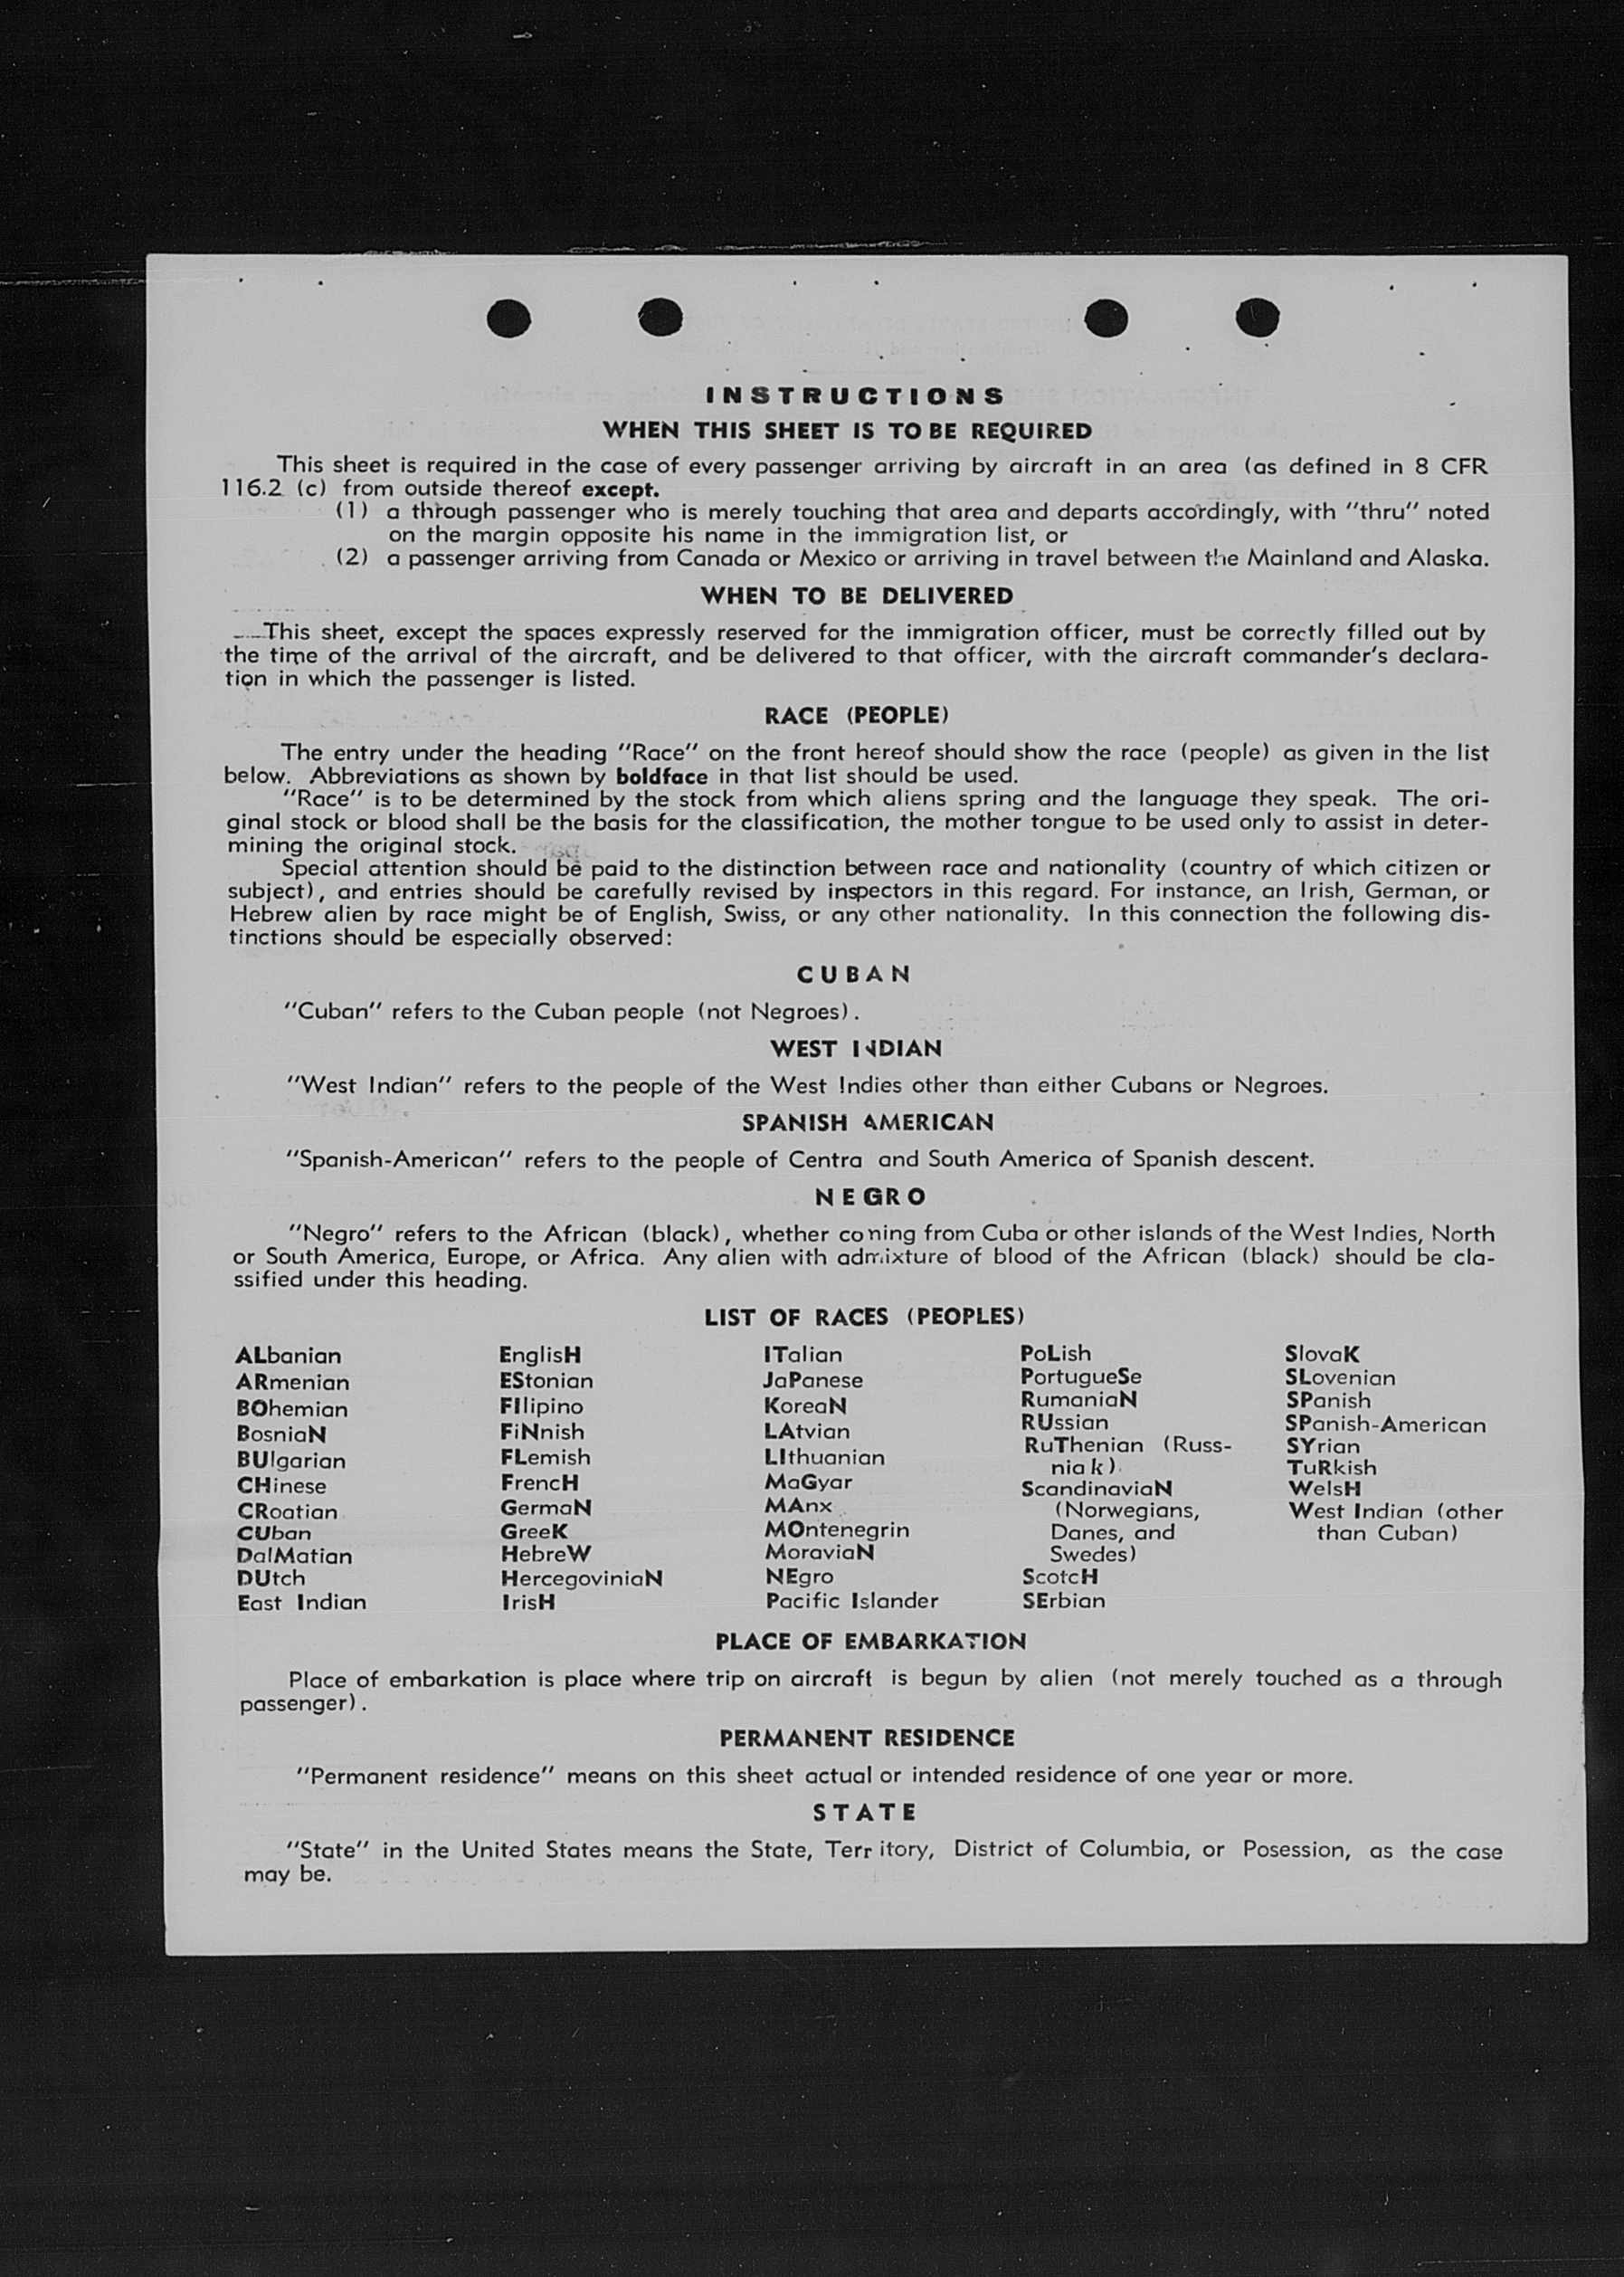 INSTRUCTIONS
WHEN THIS SHEET IS TO BE REQUIRED
This sheet is required in the case of every passenger arriving by aircraft in an area (as defined in 8 CFR
116.2 (c) from outside thereof except.
(1) a through passenger who is merely touching that area and departs accordingly, with "thru" noted
on the margin opposite his name in the immigration list, or
(2) a passenger arriving from Canada or Mexico or arriving in travel between the Mainland and Alaska.
WHEN TO BE DELIVERED
This sheet, except the spaces expressly reserved for the immigration officer, must be correctly filled out by
the time of the arrival of the aircraft, and be delivered to that officer, with the aircraft commander's declara-
tion in which the passenger is listed.
RACE (PEOPLE)
The entry under the heading "Race" on the front hereof should show the race (people) as given in the list
below. Abbreviations as shown by boldface in that list should be used.
"Race" is to be determined by the stock from which aliens spring and the language they speak. The ori-
ginal stock or blood shall be the basis for the classification, the mother tongue to be used only to assist in deter-
mining the original stock.
Special attention should be paid to the distinction between race and nationality (country of which citizen or
subject), and entries should be carefully revised by inspectors in this regard. For instance, an Irish, German, or
Hebrew alien by race might be of English, Swiss, or any other nationality. In this connection the following dis-
tinctions should be especially observed:
CUBAN
"Cuban" refers to the Cuban people (not Negroes).
WEST INDIAN
"West Indian" refers to the people of the West Indies other than either Cubans or Negroes.
SPANISH AMERICAN
"Spanish-American" refers to the people of Centra and South America of Spanish descent.
NEGRO
"Negro" refers to the African (black), whether coming from Cuba or other islands of the West Indies, North
or South America, Europe, or Africa. Any alien with admixture of blood of the African (black) should be cla-
ssified under this heading.
LIST OF RACES (PEOPLES)
ALbanian
ARmenian
BOhemian
BosniaN
BUlgarian
CHinese
CRoatian
CUban
DalMatian
DUtch
East Indian
EnglisH
EStonian
FIlipino
FiNnish
FLemish
FrencH
GermaN
GreeK
HebreW
HercegoviniaN
IrisH
ITalian
JaPanese
KoreaN
LAtvian
LIthuanian
MaGyar
MAnx
MOntenegrin
MoraviaN
NEgro
Pacific Islander
PoLish
PortugueSe
RumaniaN
RUssian
RuThenian (Russ-
niak)
ScandinaviaN
(Norwegians,
Danes, and
Swedes)
ScotcH
SErbian
SlovaK
SLovenian
SPanish
SPanish-American
SYrian
TuRkish
WelsH
West Indian (other
than Cuban)
PLACE OF EMBARKATION
Place of embarkation is place where trip on aircraft is begun by alien (not merely touched as a through
passenger).
PERMANENT RESIDENCE
"Permanent residence" means on this sheet actual or intended residence of one year or more.
STATE
"State" in the United States means the State, Terr itory, District of Columbia, or Posession, as the case
may be.